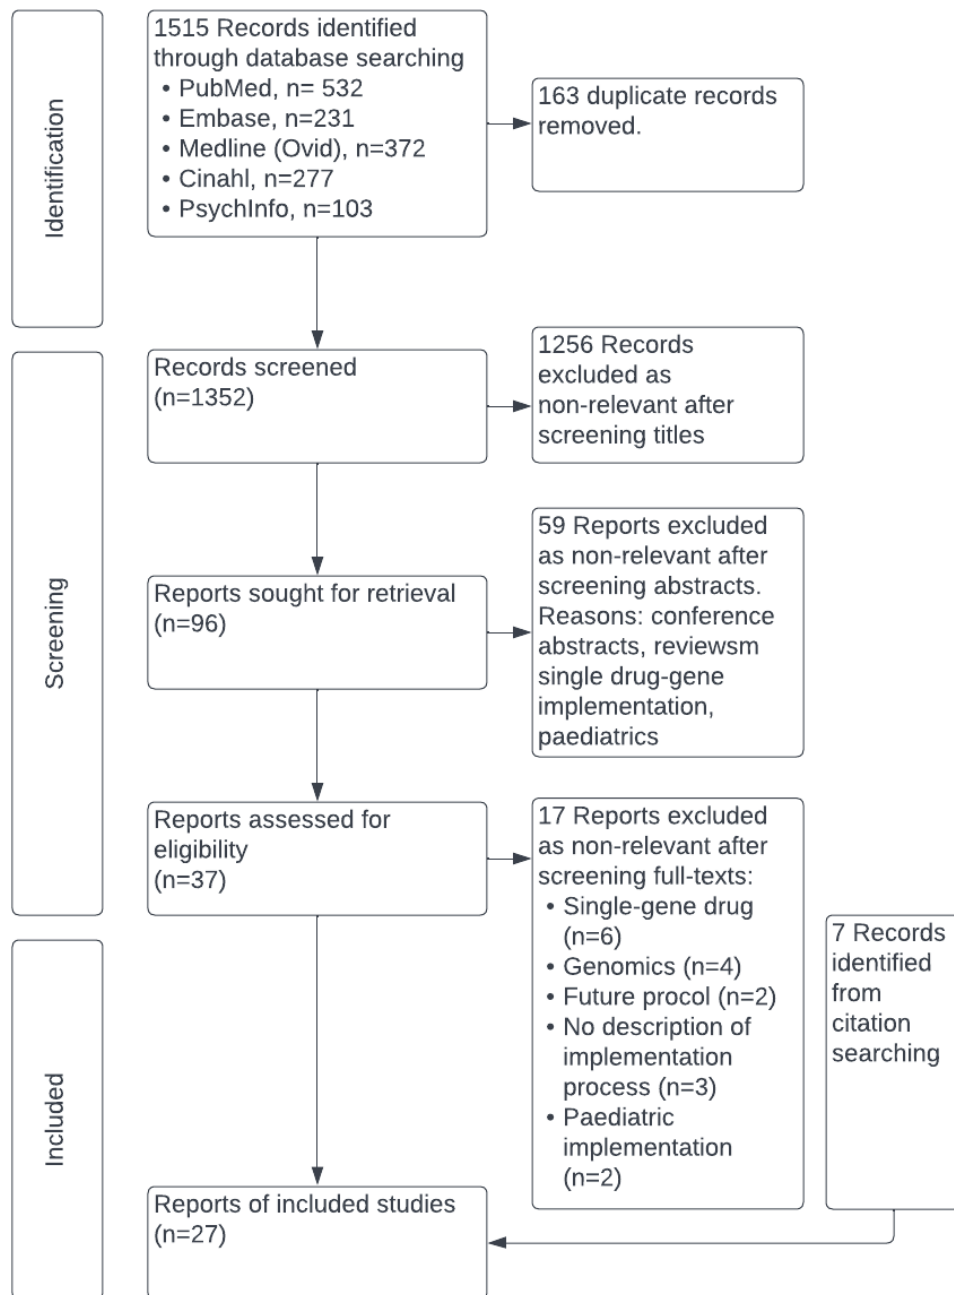 Identification
1515 Records identified
through database searching
• PubMed, n= 532
• Embase, n=231
• Medline (Ovid), n=372
• Cinahl, n=277
• PsychInfo, n=103
163 duplicate records
removed.
Screening
Records screened
(n=1352)
1256 Records
excluded as
non-relevant after
screening titles
Reports sought for retrieval
(n=96)
59 Reports excluded
as non-relevant after
screening abstracts.
Reasons: conference
abstracts, reviewsm
single drug-gene
implementation,
paediatrics
Reports assessed for
eligibility
(n=37)
17 Reports excluded
as non-relevant after
screening full-texts:
• Single-gene drug
(n=6)
• Genomics (n=4)
• Future procol (n=2)
• No description of
implementation
process (n=3)
• Paediatric
implementation
(n=2)
7 Records
identified
from
citation
searching
Included
Reports of included studies
(n=27)